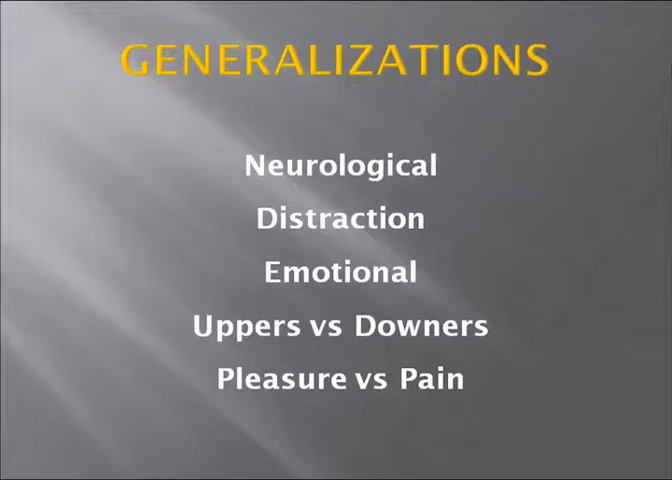 GENERALIZATIONS
Neurological
Distraction
Emotional
Uppers vs Downers
Pleasure vs Pain